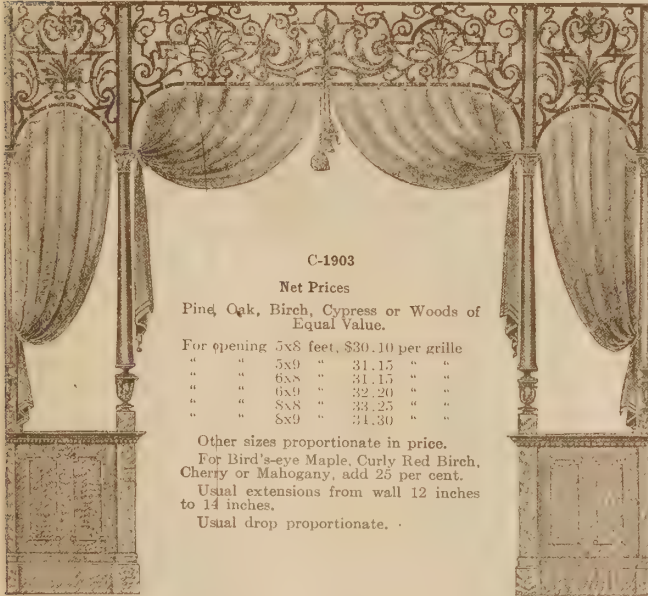 C-1903
Net Prices
Pine, Oak, Birch, Cypress or Woods of
Equal Value.
For opening 5x8 feet, $30.10 per grille
" " 5x9 " 31.15 " "
" " 6x8 " 31.15 " "
" " 6x9 " 32.20 " "
" " 8x8 " 33.25 " "
" " 8x9 " 34.30 " "
Other sizes proportionate in price.
For Bird's-eye Maple, Curly Red Birch,
Cherry or Mahogany, add 25 per cent.
Usual extensions from wall 12 inches
to 14 inches.
Usual drop proportionate.